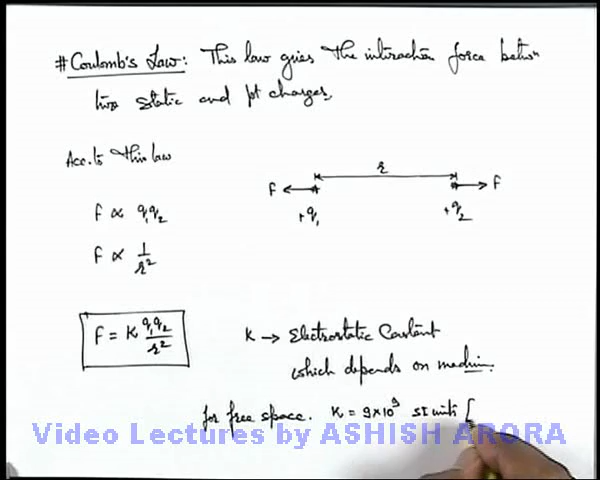 # Coulomb's Law: This law gives the interaction force between
two static and pt charges.
Acc. to this law
r
F F
+q₁ +q₂
F ∝ q₁q₂
F ∝ 1/r²
F = K q₁q₂/r²
K → Electrostatic Constant
which depends on medium.
for free space. K = 9×10⁹ SI units [
Video Lectures by ASHISH ARORA